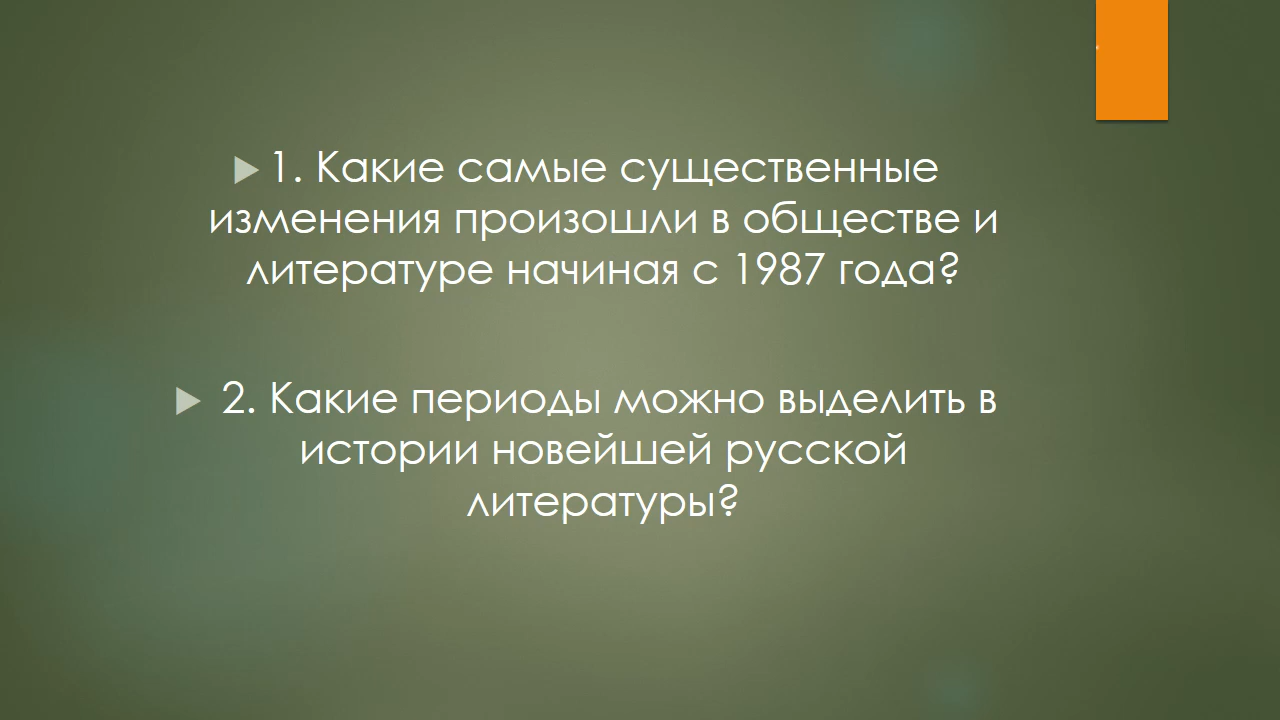 1. Какие самые существенные
изменения произошли в обществе и
литературе начиная с 1987 года?
2. Какие периоды можно выделить в
истории новейшей русской
литературы?